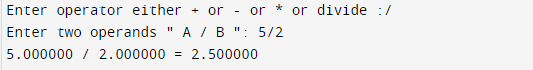 Enter operator either + or - or * or divide :/
Enter two operands " A / B ": 5/2
5.000000 / 2.000000 = 2.500000